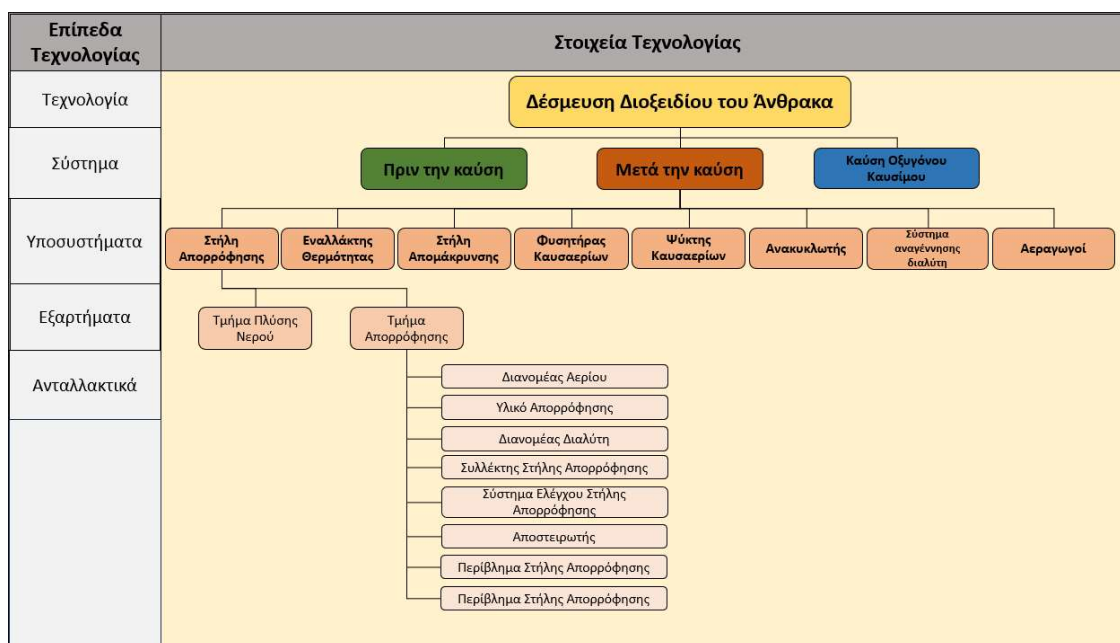 Επίπεδα
Τεχνολογίας
Στοιχεία Τεχνολογίας
Τεχνολογία
Δέσμευση Διοξειδίου του Άνθρακα
Σύστημα
Πριν την καύση
Μετά την καύση
Καύση Οξυγόνου
Καυσίμου
Υποσυστήματα
Στήλη
Απορρόφησης
Εναλλάκτης
Θερμότητας
Στήλη
Απομάκρυνσης
Φυσητήρας
Καυσαερίων
Ψύκτης
Καυσαερίων
Ανακυκλωτής
Σύστημα
αναγέννησης
διαλύτη
Αεραγωγοί
Εξαρτήματα
Τμήμα Πλύσης
Νερού
Τμήμα
Απορρόφησης
Ανταλλακτικά
Διανομέας Αερίου
Υλικό Απορρόφησης
Διανομέας Διαλύτη
Συλλέκτης Στήλης Απορρόφησης
Σύστημα Ελέγχου Στήλης
Απορρόφησης
Αποστειρωτής
Περίβλημα Στήλης Απορρόφησης
Περίβλημα Στήλης Απορρόφησης